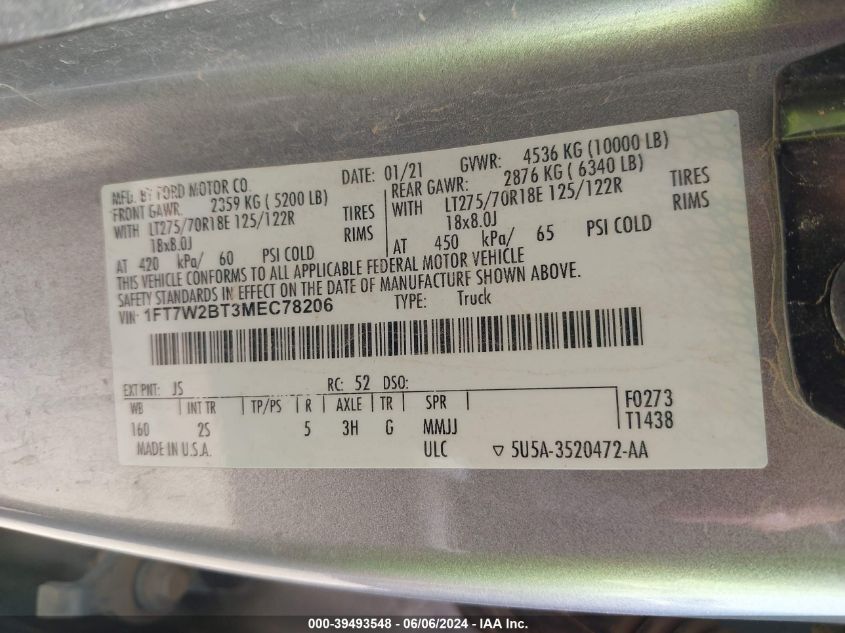 MFD. BY FORD MOTOR CO. DATE: 01/21 GVWR: 4536 KG (10000 LB)
FRONT GAWR: 2359 KG ( 5200 LB) REAR GAWR: 2876 KG ( 6340 LB)
WITH LT275/70R18E 125/122R TIRES WITH LT275/70R18E 125/122R TIRES
18x8.0J RIMS 18x8.0J RIMS
AT 420 kPa/ 60 PSI COLD AT 450 kPa/ 65 PSI COLD
THIS VEHICLE CONFORMS TO ALL APPLICABLE FEDERAL MOTOR VEHICLE
SAFETY STANDARDS IN EFFECT ON THE DATE OF MANUFACTURE SHOWN ABOVE.
VIN: 1FT7W2BT3MEC78206 TYPE: Truck
EXT PNT: JS RC: 52 DSO:
WB INT TR TP/PS R AXLE TR SPR F0273
160 2S 5 3H G MMJJ T1438
MADE IN U.S.A. ULC ▽ 5U5A-3520472-AA
000-39493548 - 06/06/2024 - IAA Inc.